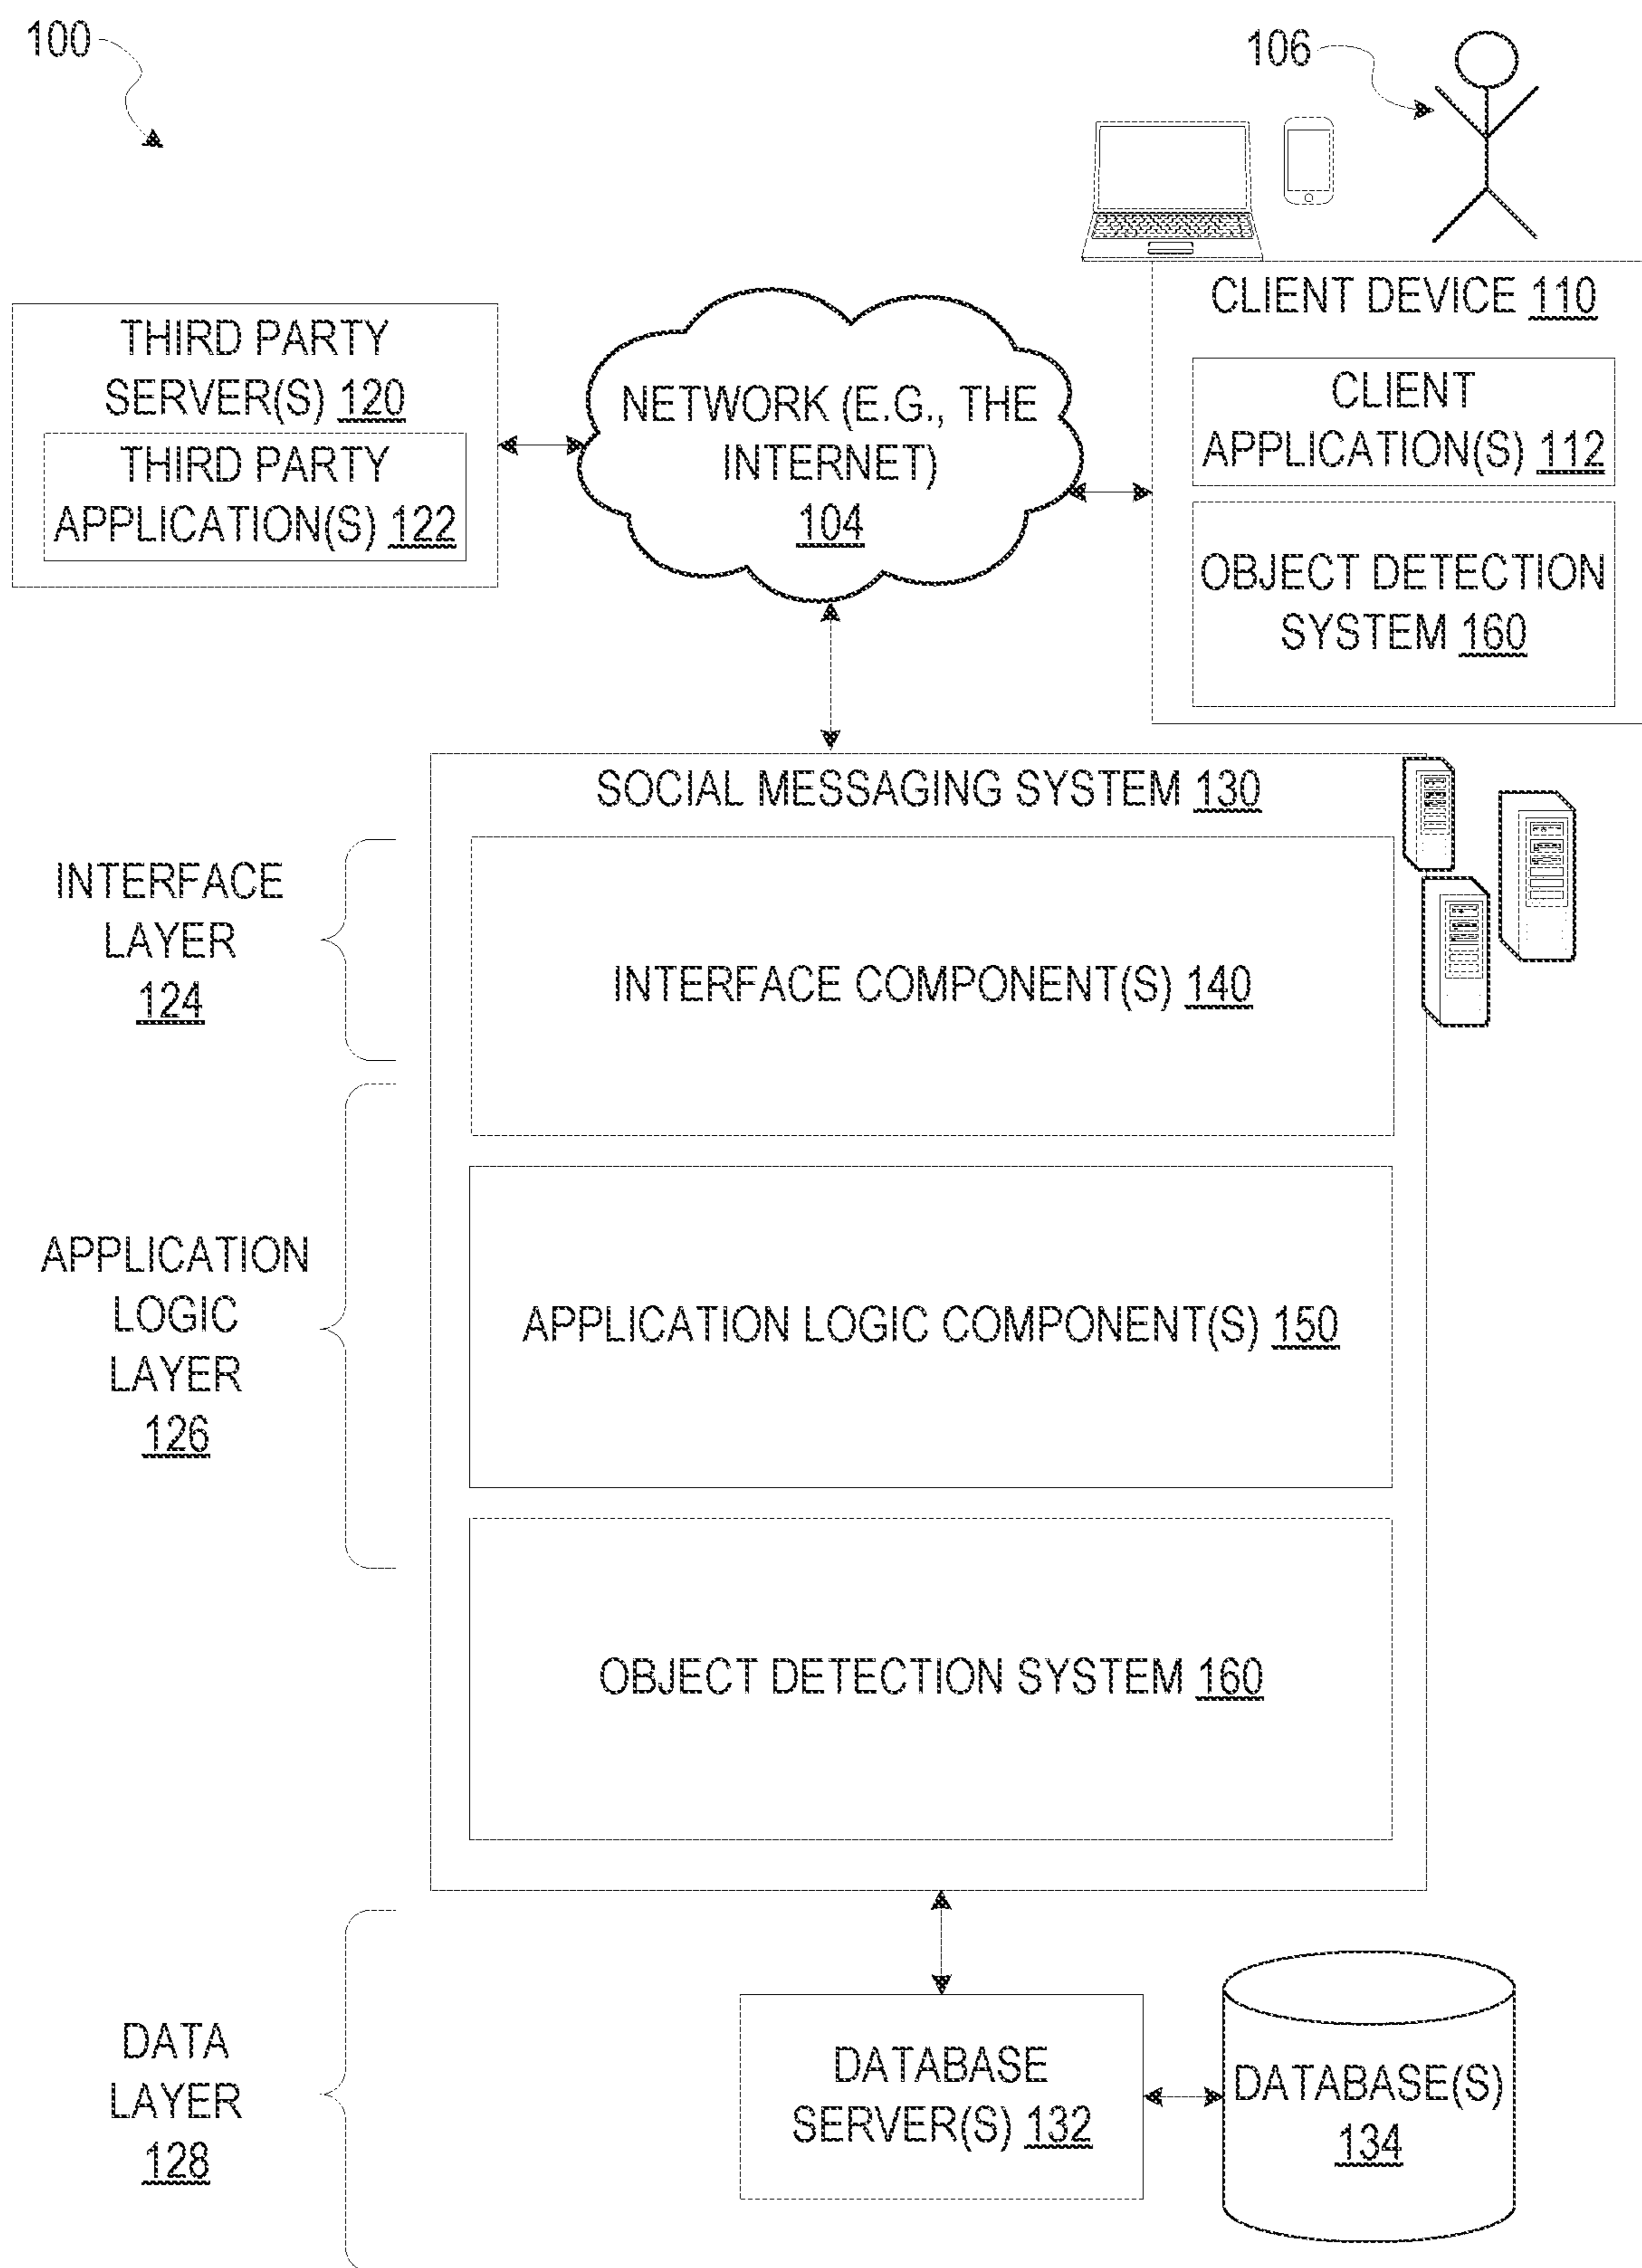 100
106
CLIENT DEVICE 110
CLIENT
APPLICATION(S) 112
OBJECT DETECTION
SYSTEM 160
THIRD PARTY
SERVER(S) 120
THIRD PARTY
APPLICATION(S) 122
NETWORK (E.G., THE
INTERNET)
104
SOCIAL MESSAGING SYSTEM 130
INTERFACE
LAYER
124
INTERFACE COMPONENT(S) 140
APPLICATION
LOGIC
LAYER
126
APPLICATION LOGIC COMPONENT(S) 150
OBJECT DETECTION SYSTEM 160
DATA
LAYER
128
DATABASE
SERVER(S) 132
DATABASE(S)
134